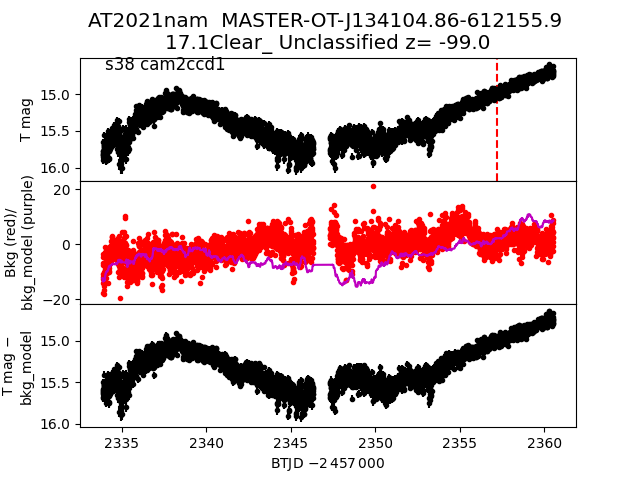 AT2021nam  MASTER-OT-J134104.86-612155.9
17.1Clear_ Unclassified z= -99.0
s38 cam2ccd1
15.0
15.5
16.0
T mag
20
0
−20
Bkg (red)/
bkg_model (purple)
15.0
15.5
16.0
T mag −
bkg_model
2335 2340 2345 2350 2355 2360
BTJD −2 457 000